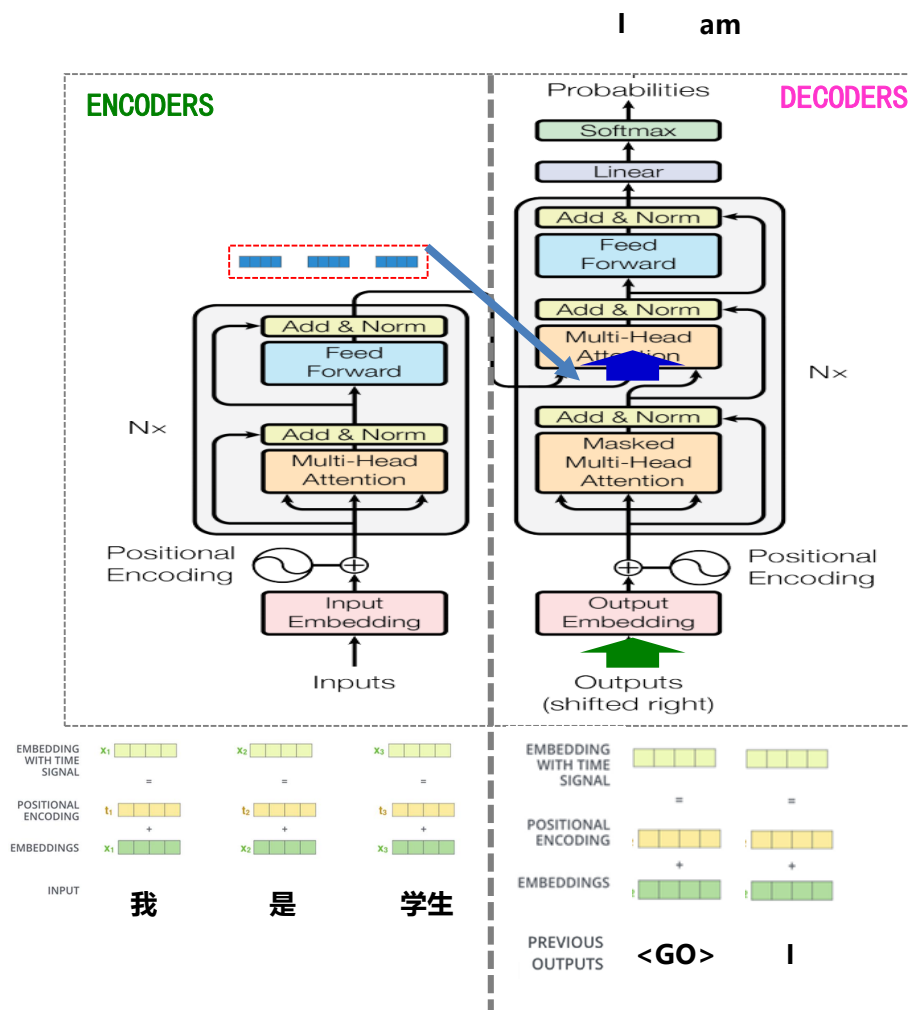 I am
ENCODERS
DECODERS
Probabilities
Softmax
Linear
Add & Norm
Feed
Forward
Add & Norm
Multi-Head
Attention
Nx
Add & Norm
Masked
Multi-Head
Attention
Positional
Encoding
Output
Embedding
Outputs
(shifted right)
Add & Norm
Feed
Forward
Nx
Add & Norm
Multi-Head
Attention
Positional
Encoding
Input
Embedding
Inputs
EMBEDDING
WITH TIME
SIGNAL
x1 x2 x3
= = =
POSITIONAL
ENCODING
t1 t2 t3
+ + +
EMBEDDINGS
x1 x2 x3
INPUT
我 是 学生
EMBEDDING
WITH TIME
SIGNAL
= =
POSITIONAL
ENCODING
+ +
EMBEDDINGS
PREVIOUS
OUTPUTS
<GO> I